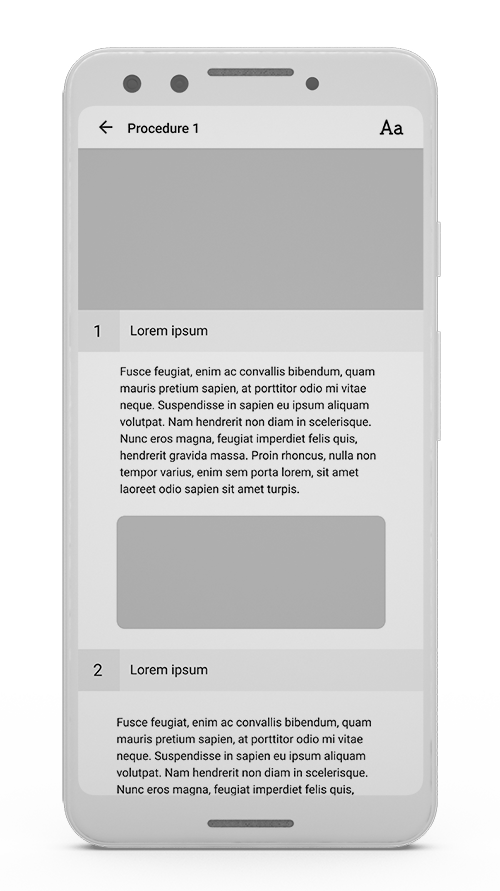 Procedure 1
Aa
1
Lorem ipsum
Fusce feugiat, enim ac convallis bibendum, quam
mauris pretium sapien, at porttitor odio mi vitae
neque. Suspendisse in sapien eu ipsum aliquam
volutpat. Nam hendrerit non diam in scelerisque.
Nunc eros magna, feugiat imperdiet felis quis,
hendrerit gravida massa. Proin rhoncus, nulla non
tempor varius, enim sem porta lorem, sit amet
laoreet odio sapien sit amet turpis.
2
Lorem ipsum
Fusce feugiat, enim ac convallis bibendum, quam
mauris pretium sapien, at porttitor odio mi vitae
neque. Suspendisse in sapien eu ipsum aliquam
volutpat. Nam hendrerit non diam in scelerisque.
Nunc eros magna, feugiat imperdiet felis quis,